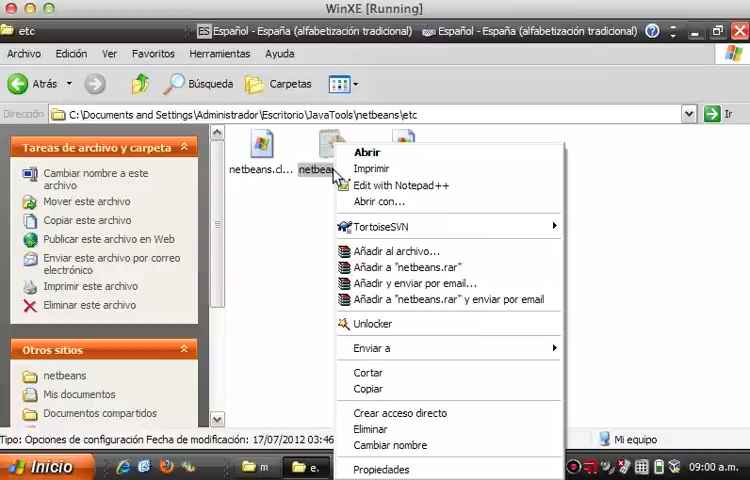 WinXE [Running]
etc
ES Español - España (alfabetización tradicional)
Español - España (alfabetización tradicional)
Archivo Edición Ver Favoritos Herramientas Ayuda
Atrás
Búsqueda
Carpetas
Dirección
C:\Documents and Settings\Administrador\Escritorio\JavaTools\netbeans\etc
Ir
Tareas de archivo y carpeta
Cambiar nombre a este
archivo
Mover este archivo
Copiar este archivo
Publicar este archivo en Web
Enviar este archivo por correo
electrónico
Imprimir este archivo
Eliminar este archivo
Otros sitios
netbeans
Mis documentos
Documentos compartidos
netbeans.cl...
netbean
Abrir
Imprimir
Edit with Notepad++
Abrir con...
TortoiseSVN
Añadir al archivo...
Añadir a "netbeans.rar"
Añadir y enviar por email...
Añadir a "netbeans.rar" y enviar por email
Unlocker
Enviar a
Cortar
Copiar
Crear acceso directo
Eliminar
Cambiar nombre
Propiedades
Tipo: Opciones de configuración Fecha de modificación: 17/07/2012 03:46
Mi equipo
Inicio
m
e.
09:00 a.m.